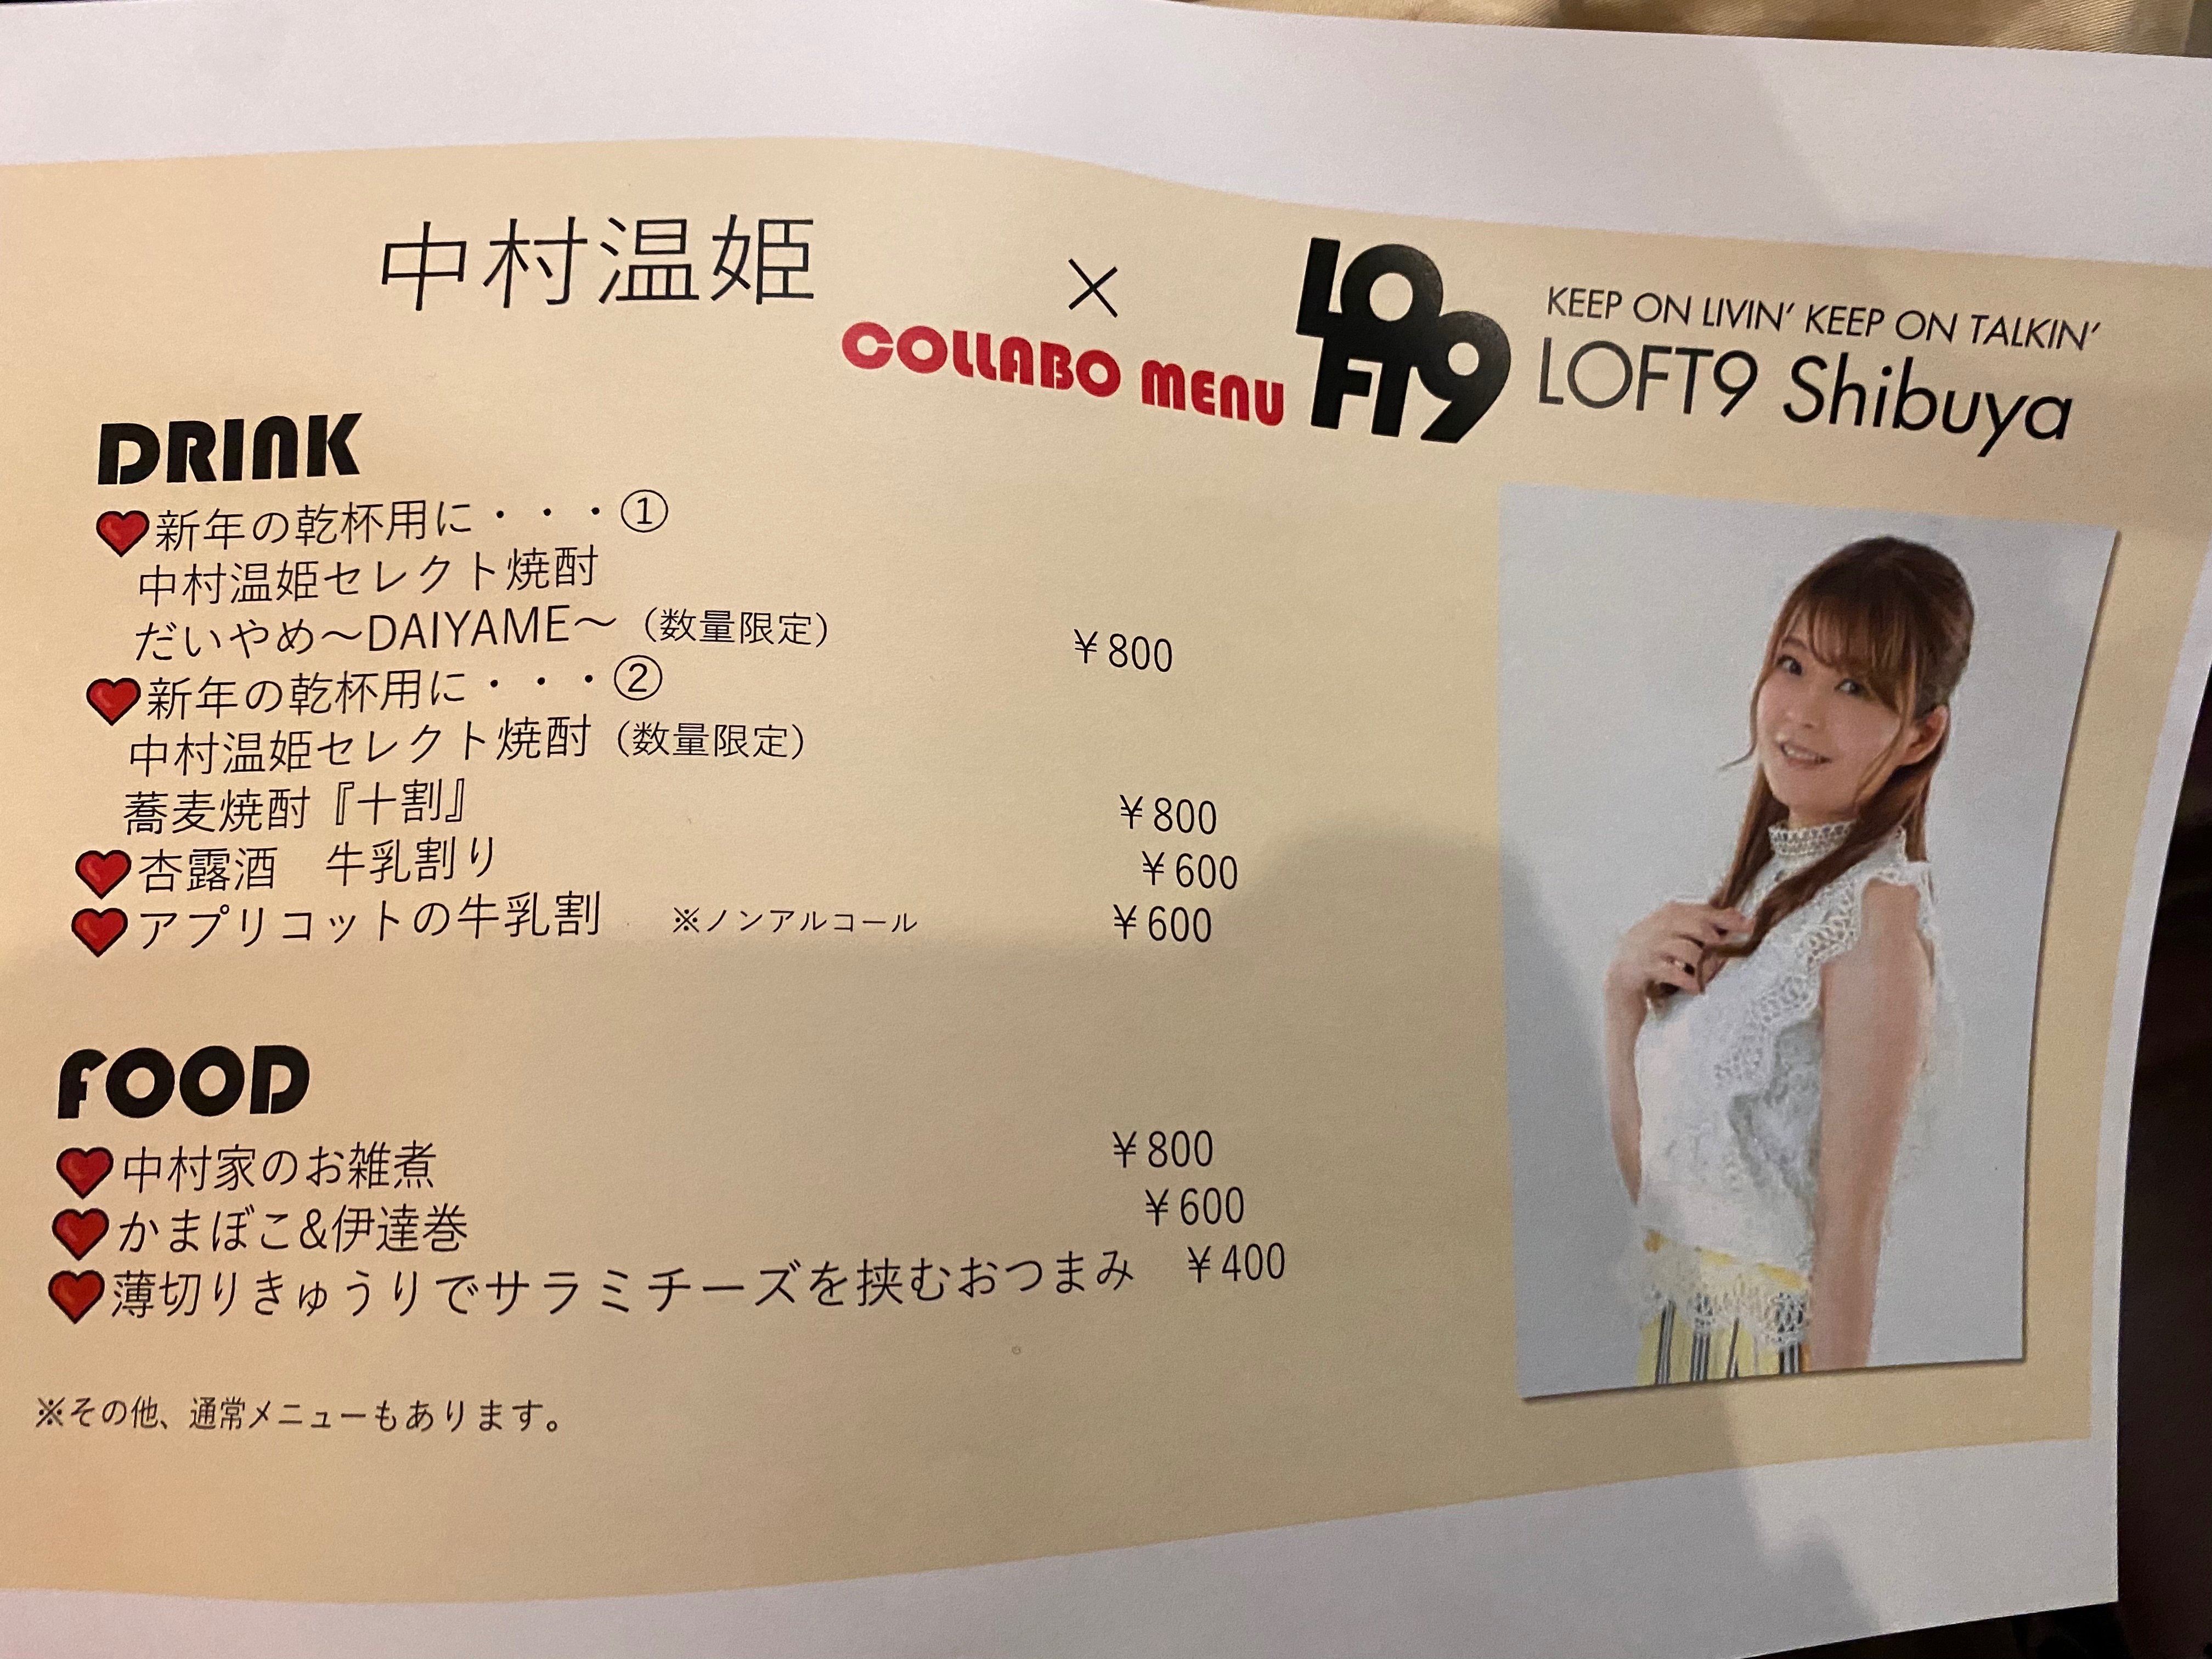 中村温姫
×
COLLABO MENU
LOFT9
KEEP ON LIVIN' KEEP ON TALKIN'
LOFT9 Shibuya
DRINK
新年の乾杯用に・・・①
中村温姫セレクト焼酎
だいやめ～DAIYAME～（数量限定） ￥800
新年の乾杯用に・・・②
中村温姫セレクト焼酎（数量限定）
蕎麦焼酎『十割』 ￥800
杏露酒　牛乳割り ￥600
アプリコットの牛乳割　※ノンアルコール ￥600
FOOD
中村家のお雑煮 ￥800
かまぼこ&伊達巻 ￥600
薄切りきゅうりでサラミチーズを挟むおつまみ ￥400
※その他、通常メニューもあります。